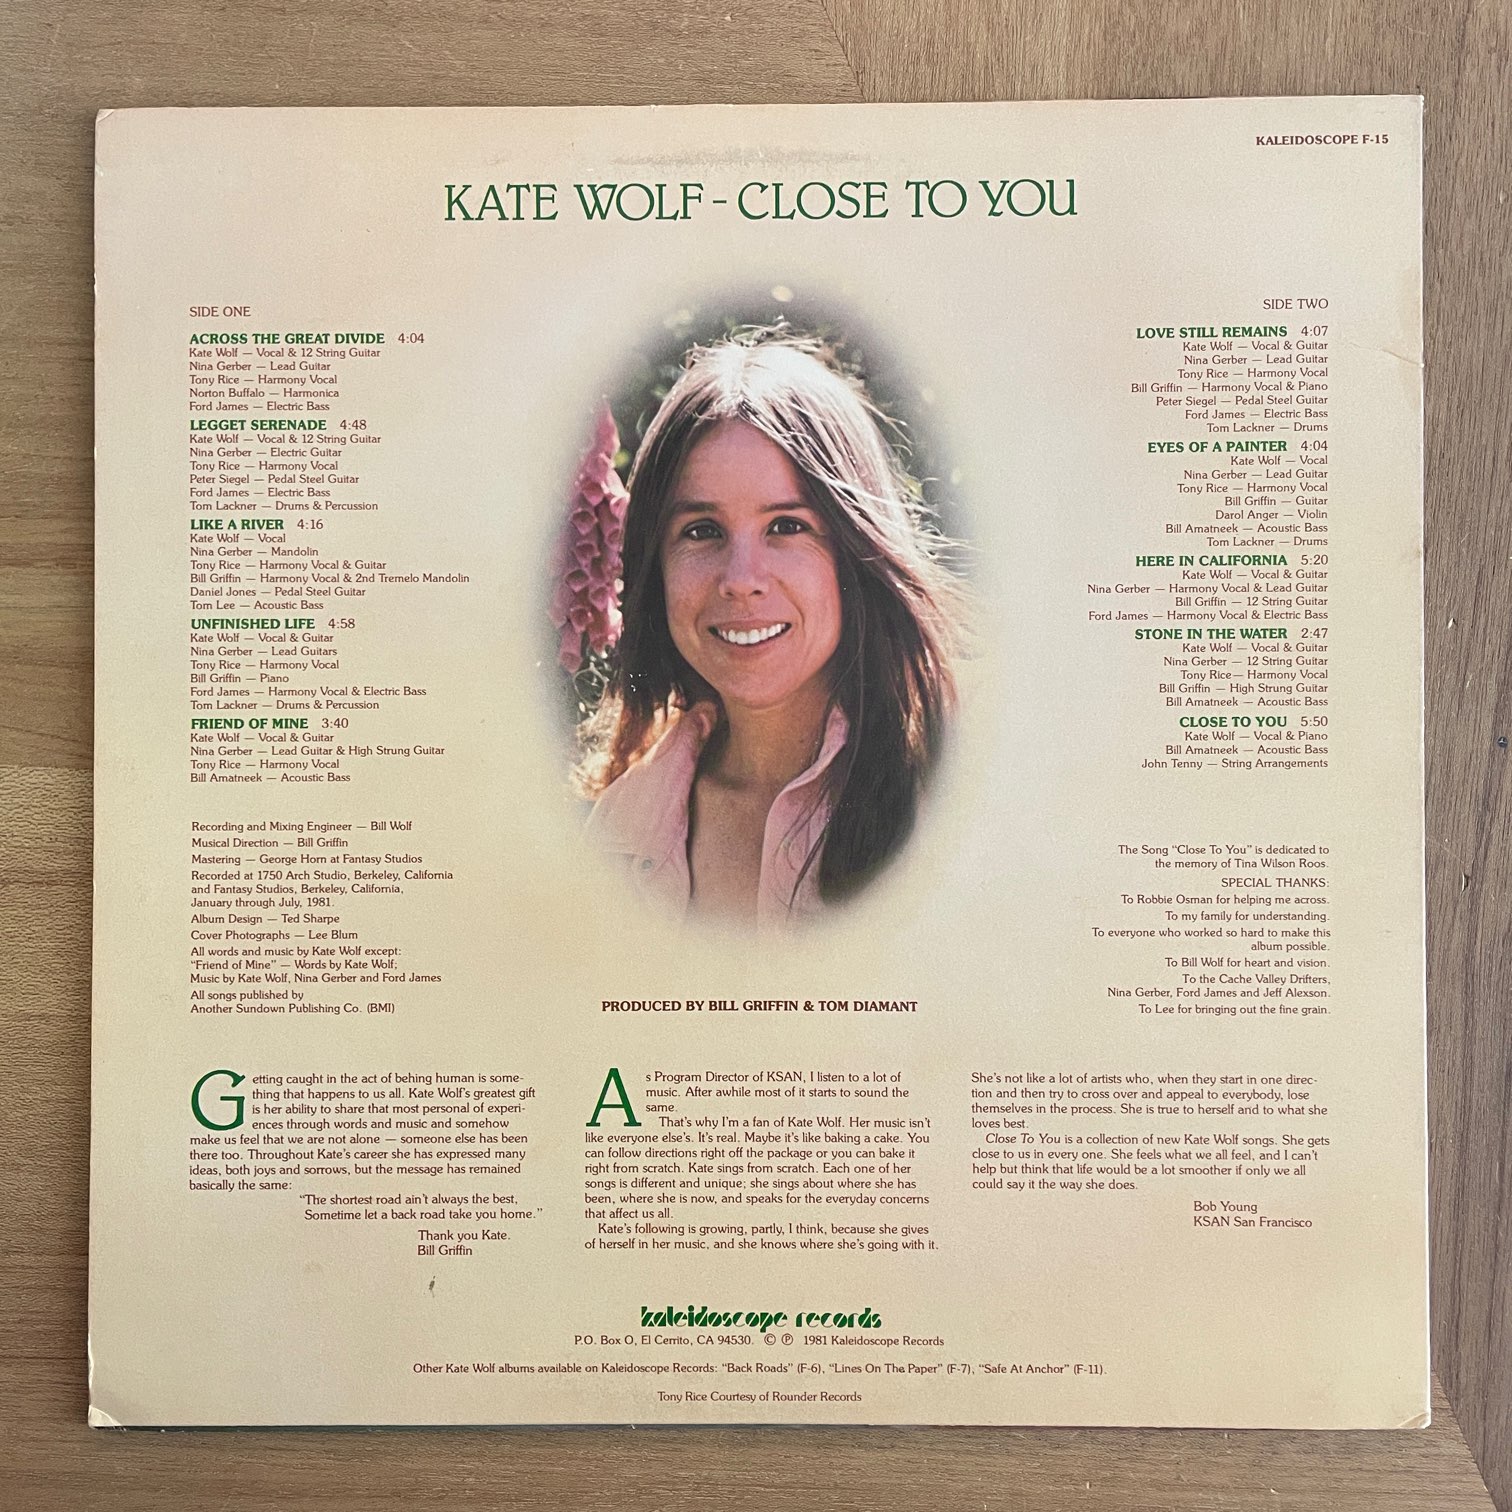 KALEIDOSCOPE F-15
KATE WOLF - CLOSE TO YOU
SIDE ONE
ACROSS THE GREAT DIVIDE 4:04
Kate Wolf — Vocal & 12 String Guitar
Nina Gerber — Lead Guitar
Tony Rice — Harmony Vocal
Norton Buffalo — Harmonica
Ford James — Electric Bass
LEGGET SERENADE 4:48
Kate Wolf — Vocal & 12 String Guitar
Nina Gerber — Electric Guitar
Tony Rice — Harmony Vocal
Peter Siegel — Pedal Steel Guitar
Ford James — Electric Bass
Tom Lackner — Drums & Percussion
LIKE A RIVER 4:16
Kate Wolf — Vocal
Nina Gerber — Mandolin
Tony Rice — Harmony Vocal & Guitar
Bill Griffin — Harmony Vocal & 2nd Tremelo Mandolin
Daniel Jones — Pedal Steel Guitar
Tom Lee — Acoustic Bass
UNFINISHED LIFE 4:58
Kate Wolf — Vocal & Guitar
Nina Gerber — Lead Guitars
Tony Rice — Harmony Vocal
Bill Griffin — Piano
Ford James — Harmony Vocal & Electric Bass
Tom Lackner — Drums & Percussion
FRIEND OF MINE 3:40
Kate Wolf — Vocal & Guitar
Nina Gerber — Lead Guitar & High Strung Guitar
Tony Rice — Harmony Vocal
Bill Amatneek — Acoustic Bass
Recording and Mixing Engineer — Bill Wolf
Musical Direction — Bill Griffin
Mastering — George Horn at Fantasy Studios
Recorded at 1750 Arch Studio, Berkeley, California
and Fantasy Studios, Berkeley, California,
January through July, 1981.
Album Design — Ted Sharpe
Cover Photographs — Lee Blum
All words and music by Kate Wolf except:
"Friend of Mine" — Words by Kate Wolf;
Music by Kate Wolf, Nina Gerber and Ford James
All songs published by
Another Sundown Publishing Co. (BMI)
SIDE TWO
LOVE STILL REMAINS 4:07
Kate Wolf — Vocal & Guitar
Nina Gerber — Lead Guitar
Tony Rice — Harmony Vocal
Bill Griffin — Harmony Vocal & Piano
Peter Siegel — Pedal Steel Guitar
Ford James — Electric Bass
Tom Lackner — Drums
EYES OF A PAINTER 4:04
Kate Wolf — Vocal
Nina Gerber — Lead Guitar
Tony Rice — Harmony Vocal
Bill Griffin — Guitar
Darol Anger — Violin
Bill Amatneek — Acoustic Bass
Tom Lackner — Drums
HERE IN CALIFORNIA 5:20
Kate Wolf — Vocal & Guitar
Nina Gerber — Harmony Vocal & Lead Guitar
Bill Griffin — 12 String Guitar
Ford James — Harmony Vocal & Electric Bass
STONE IN THE WATER 2:47
Kate Wolf — Vocal & Guitar
Nina Gerber — 12 String Guitar
Tony Rice— Harmony Vocal
Bill Griffin — High Strung Guitar
Bill Amatneek — Acoustic Bass
CLOSE TO YOU 5:50
Kate Wolf — Vocal & Piano
Bill Amatneek — Acoustic Bass
John Tenny — String Arrangements
The Song "Close To You" is dedicated to
the memory of Tina Wilson Roos.
SPECIAL THANKS:
To Robbie Osman for helping me across.
To my family for understanding.
To everyone who worked so hard to make this
album possible.
To Bill Wolf for heart and vision.
To the Cache Valley Drifters,
Nina Gerber, Ford James and Jeff Alexson.
To Lee for bringing out the fine grain.
PRODUCED BY BILL GRIFFIN & TOM DIAMANT
Getting caught in the act of behing human is some-
thing that happens to us all. Kate Wolf's greatest gift
is her ability to share that most personal of experi-
ences through words and music and somehow
make us feel that we are not alone — someone else has been
there too. Throughout Kate's career she has expressed many
ideas, both joys and sorrows, but the message has remained
basically the same:
"The shortest road ain't always the best,
Sometime let a back road take you home."
Thank you Kate.
Bill Griffin
As Program Director of KSAN, I listen to a lot of
music. After awhile most of it starts to sound the
same.
That's why I'm a fan of Kate Wolf. Her music isn't
like everyone else's. It's real. Maybe it's like baking a cake. You
can follow directions right off the package or you can bake it
right from scratch. Kate sings from scratch. Each one of her
songs is different and unique; she sings about where she has
been, where she is now, and speaks for the everyday concerns
that affect us all.
Kate's following is growing, partly, I think, because she gives
of herself in her music, and she knows where she's going with it.
She's not like a lot of artists who, when they start in one direc-
tion and then try to cross over and appeal to everybody, lose
themselves in the process. She is true to herself and to what she
loves best.
Close To You is a collection of new Kate Wolf songs. She gets
close to us in every one. She feels what we all feel, and I can't
help but think that life would be a lot smoother if only we all
could say it the way she does.
Bob Young
KSAN San Francisco
kaleidoscope records
P.O. Box O, El Cerrito, CA 94530. © ℗ 1981 Kaleidoscope Records
Other Kate Wolf albums available on Kaleidoscope Records: "Back Roads" (F-6), "Lines On The Paper" (F-7), "Safe At Anchor" (F-11).
Tony Rice Courtesy of Rounder Records